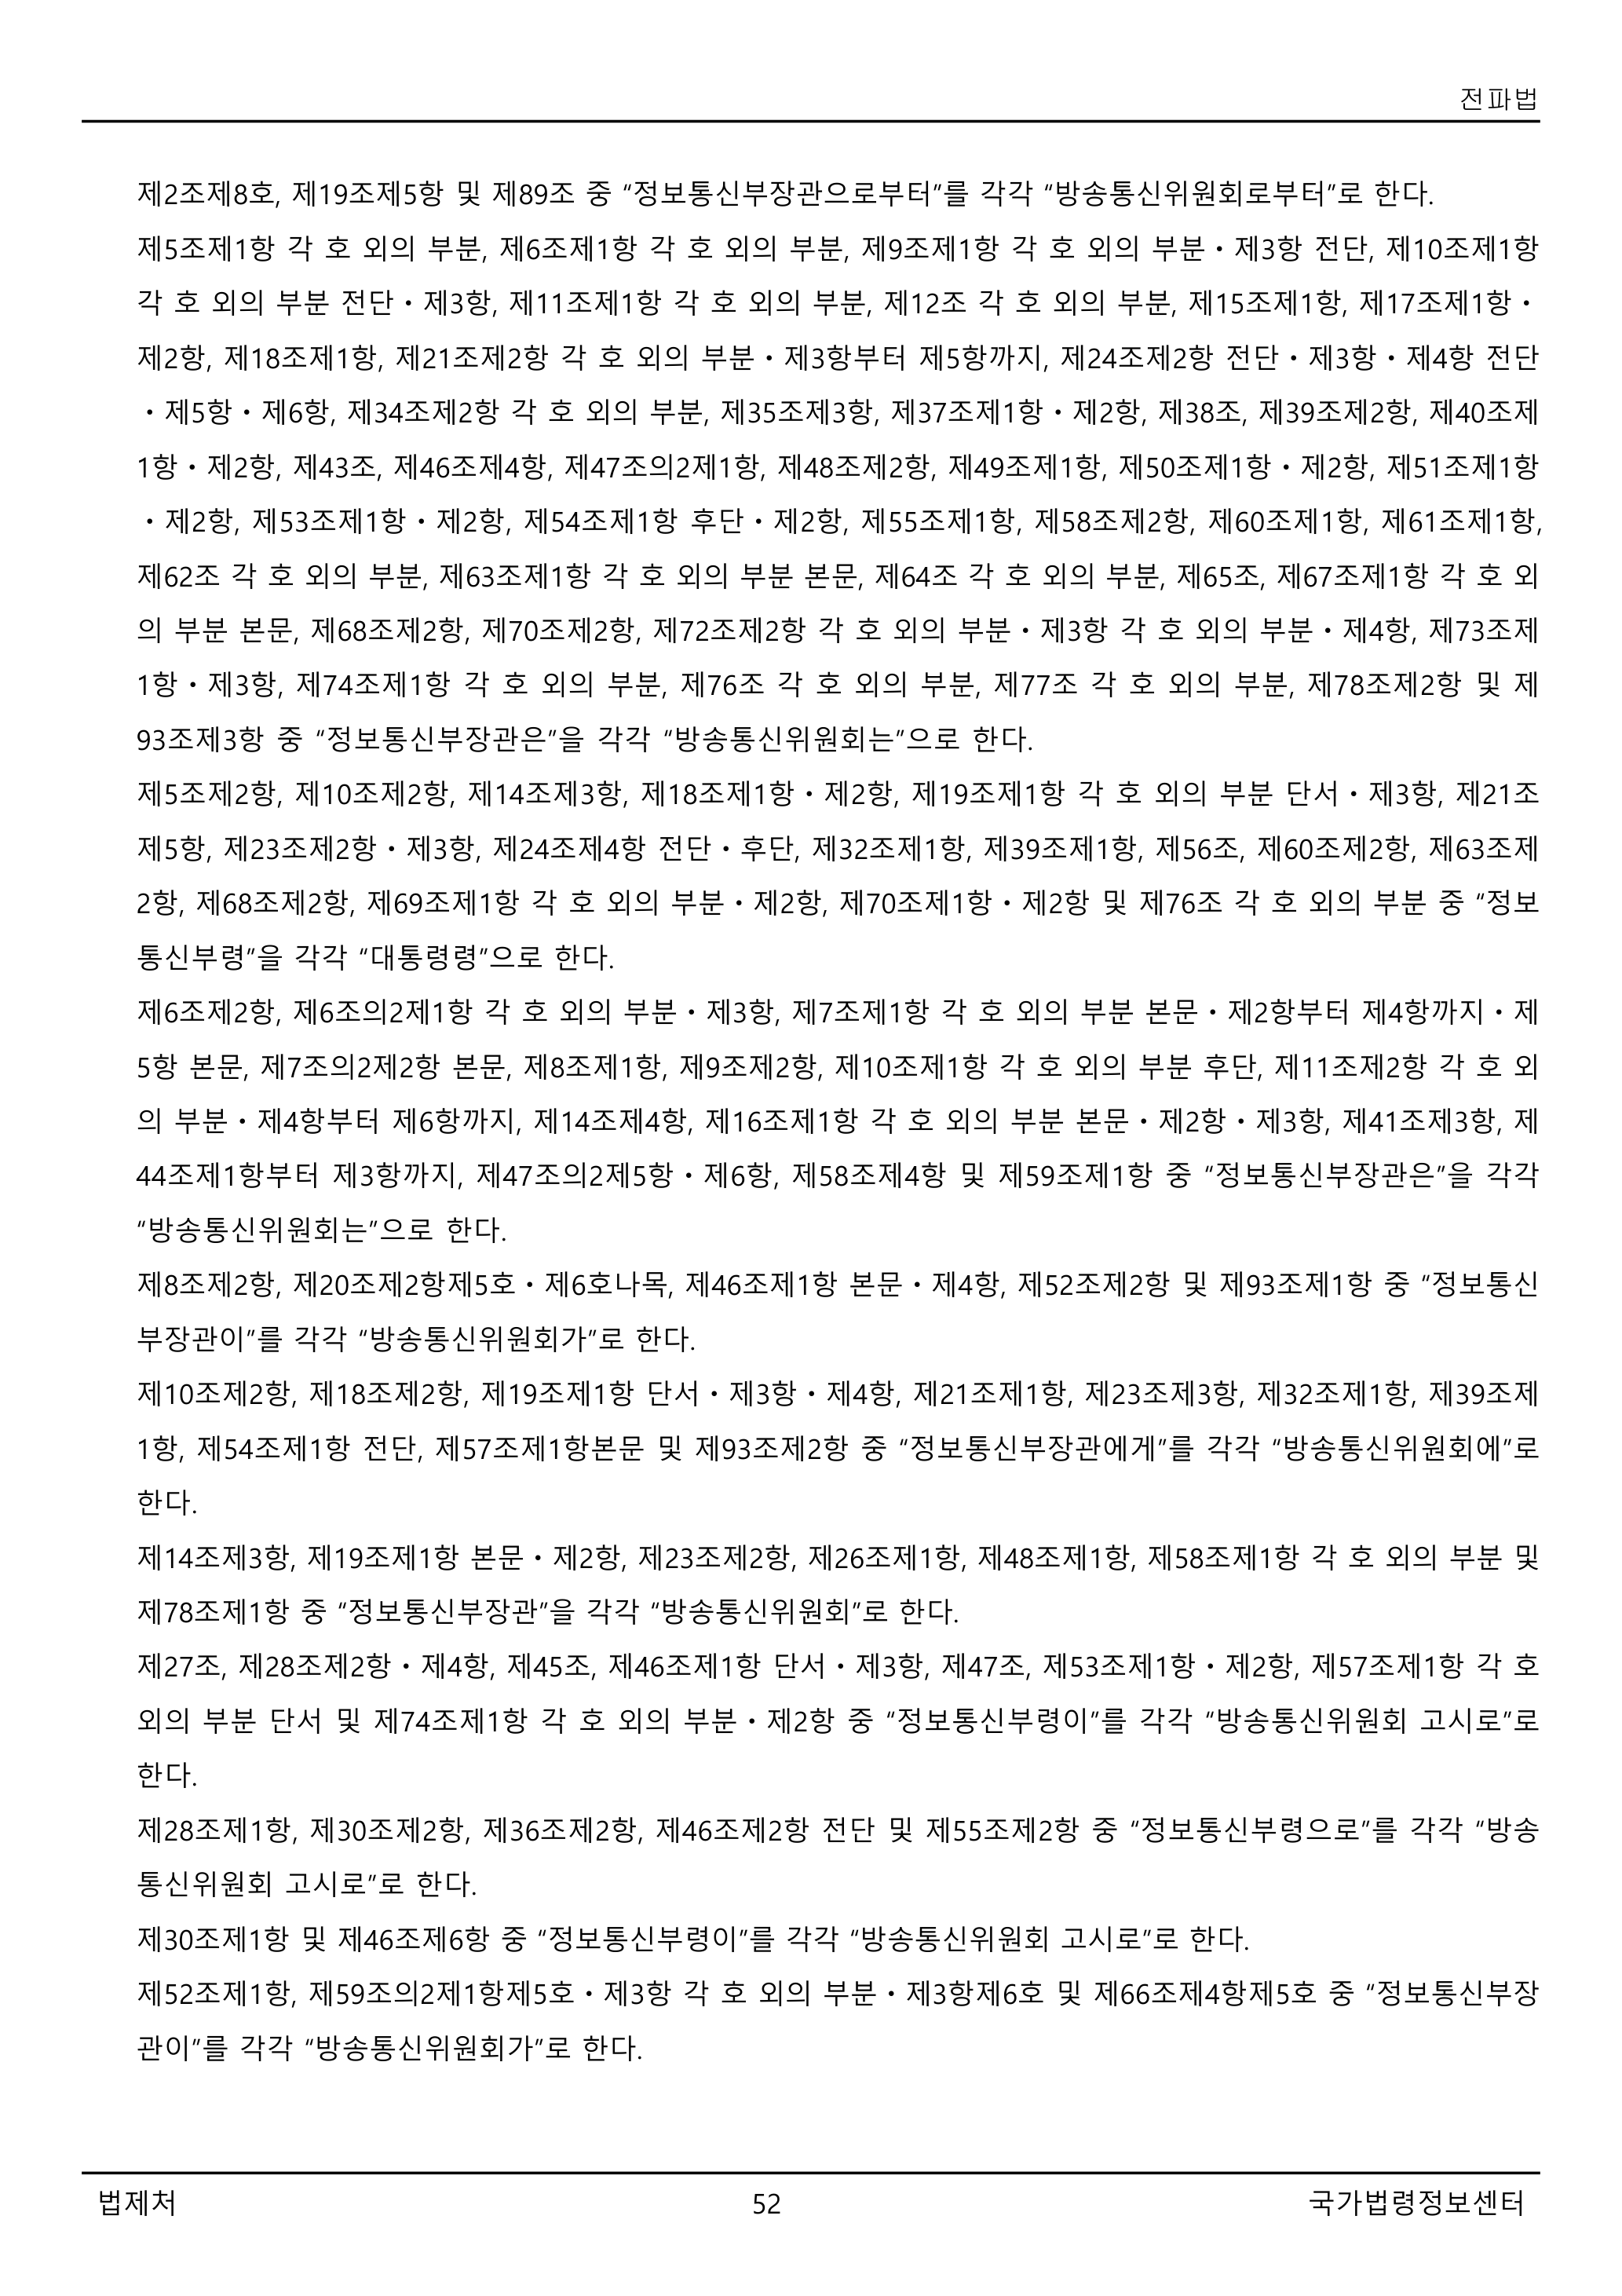 전파법
제2조제8호, 제19조제5항 및 제89조 중 “정보통신부장관으로부터”를 각각 “방송통신위원회로부터”로 한다.
제5조제1항 각 호 외의 부분, 제6조제1항 각 호 외의 부분, 제9조제1항 각 호 외의 부분ㆍ제3항 전단, 제10조제1항
각 호 외의 부분 전단ㆍ제3항, 제11조제1항 각 호 외의 부분, 제12조 각 호 외의 부분, 제15조제1항, 제17조제1항ㆍ
제2항, 제18조제1항, 제21조제2항 각 호 외의 부분ㆍ제3항부터 제5항까지, 제24조제2항 전단ㆍ제3항ㆍ제4항 전단
ㆍ제5항ㆍ제6항, 제34조제2항 각 호 외의 부분, 제35조제3항, 제37조제1항ㆍ제2항, 제38조, 제39조제2항, 제40조제
1항ㆍ제2항, 제43조, 제46조제4항, 제47조의2제1항, 제48조제2항, 제49조제1항, 제50조제1항ㆍ제2항, 제51조제1항
ㆍ제2항, 제53조제1항ㆍ제2항, 제54조제1항 후단ㆍ제2항, 제55조제1항, 제58조제2항, 제60조제1항, 제61조제1항,
제62조 각 호 외의 부분, 제63조제1항 각 호 외의 부분 본문, 제64조 각 호 외의 부분, 제65조, 제67조제1항 각 호 외
의 부분 본문, 제68조제2항, 제70조제2항, 제72조제2항 각 호 외의 부분ㆍ제3항 각 호 외의 부분ㆍ제4항, 제73조제
1항ㆍ제3항, 제74조제1항 각 호 외의 부분, 제76조 각 호 외의 부분, 제77조 각 호 외의 부분, 제78조제2항 및 제
93조제3항 중 “정보통신부장관은”을 각각 “방송통신위원회는”으로 한다.
제5조제2항, 제10조제2항, 제14조제3항, 제18조제1항ㆍ제2항, 제19조제1항 각 호 외의 부분 단서ㆍ제3항, 제21조
제5항, 제23조제2항ㆍ제3항, 제24조제4항 전단ㆍ후단, 제32조제1항, 제39조제1항, 제56조, 제60조제2항, 제63조제
2항, 제68조제2항, 제69조제1항 각 호 외의 부분ㆍ제2항, 제70조제1항ㆍ제2항 및 제76조 각 호 외의 부분 중 “정보
통신부령”을 각각 “대통령령”으로 한다.
제6조제2항, 제6조의2제1항 각 호 외의 부분ㆍ제3항, 제7조제1항 각 호 외의 부분 본문ㆍ제2항부터 제4항까지ㆍ제
5항 본문, 제7조의2제2항 본문, 제8조제1항, 제9조제2항, 제10조제1항 각 호 외의 부분 후단, 제11조제2항 각 호 외
의 부분ㆍ제4항부터 제6항까지, 제14조제4항, 제16조제1항 각 호 외의 부분 본문ㆍ제2항ㆍ제3항, 제41조제3항, 제
44조제1항부터 제3항까지, 제47조의2제5항ㆍ제6항, 제58조제4항 및 제59조제1항 중 “정보통신부장관은”을 각각
“방송통신위원회는”으로 한다.
제8조제2항, 제20조제2항제5호ㆍ제6호나목, 제46조제1항 본문ㆍ제4항, 제52조제2항 및 제93조제1항 중 “정보통신
부장관이”를 각각 “방송통신위원회가”로 한다.
제10조제2항, 제18조제2항, 제19조제1항 단서ㆍ제3항ㆍ제4항, 제21조제1항, 제23조제3항, 제32조제1항, 제39조제
1항, 제54조제1항 전단, 제57조제1항본문 및 제93조제2항 중 “정보통신부장관에게”를 각각 “방송통신위원회에”로
한다.
제14조제3항, 제19조제1항 본문ㆍ제2항, 제23조제2항, 제26조제1항, 제48조제1항, 제58조제1항 각 호 외의 부분 및
제78조제1항 중 “정보통신부장관”을 각각 “방송통신위원회”로 한다.
제27조, 제28조제2항ㆍ제4항, 제45조, 제46조제1항 단서ㆍ제3항, 제47조, 제53조제1항ㆍ제2항, 제57조제1항 각 호
외의 부분 단서 및 제74조제1항 각 호 외의 부분ㆍ제2항 중 “정보통신부령이”를 각각 “방송통신위원회 고시로”로
한다.
제28조제1항, 제30조제2항, 제36조제2항, 제46조제2항 전단 및 제55조제2항 중 “정보통신부령으로”를 각각 “방송
통신위원회 고시로”로 한다.
제30조제1항 및 제46조제6항 중 “정보통신부령이”를 각각 “방송통신위원회 고시로”로 한다.
제52조제1항, 제59조의2제1항제5호ㆍ제3항 각 호 외의 부분ㆍ제3항제6호 및 제66조제4항제5호 중 “정보통신부장
관이”를 각각 “방송통신위원회가”로 한다.
법제처
52
국가법령정보센터